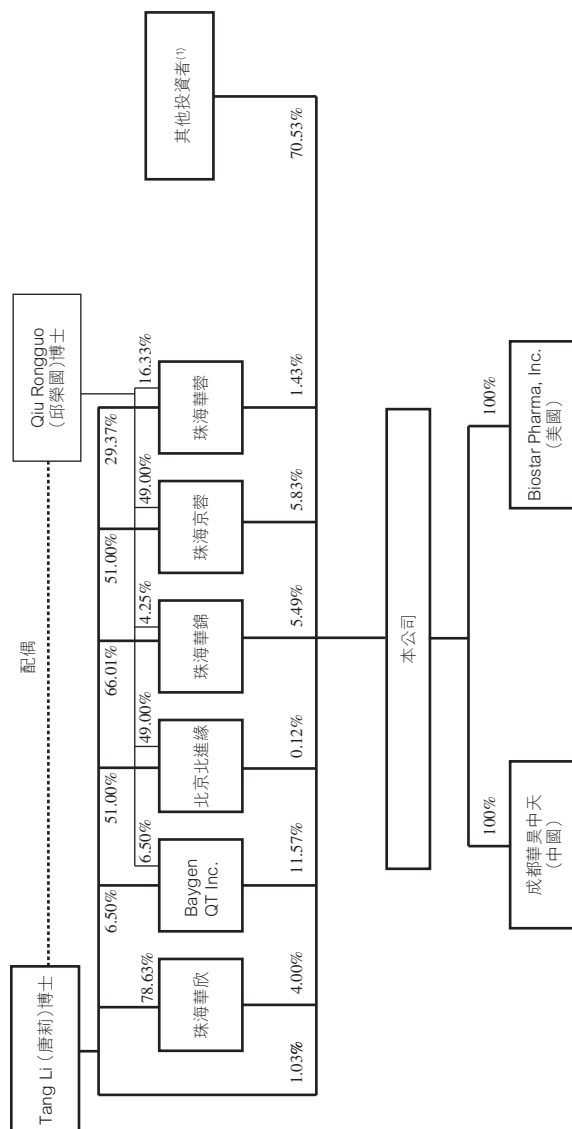 配偶
Tang Li（唐莉）博士
Qiu Rongguo
（邱榮國）博士
其他投資者(1)
78.63%
6.50%
6.50%
51.00%
49.00%
66.01%
4.25%
51.00%
49.00%
29.37%
16.33%
珠海華欣
Baygen
QT Inc.
北京北進緣
珠海華錦
珠海京蓉
珠海華蓉
1.03%
4.00%
11.57%
0.12%
5.49%
5.83%
1.43%
70.53%
本公司
100%
100%
成都華昊中天
（中國）
Biostar Pharma, Inc.
（美國）